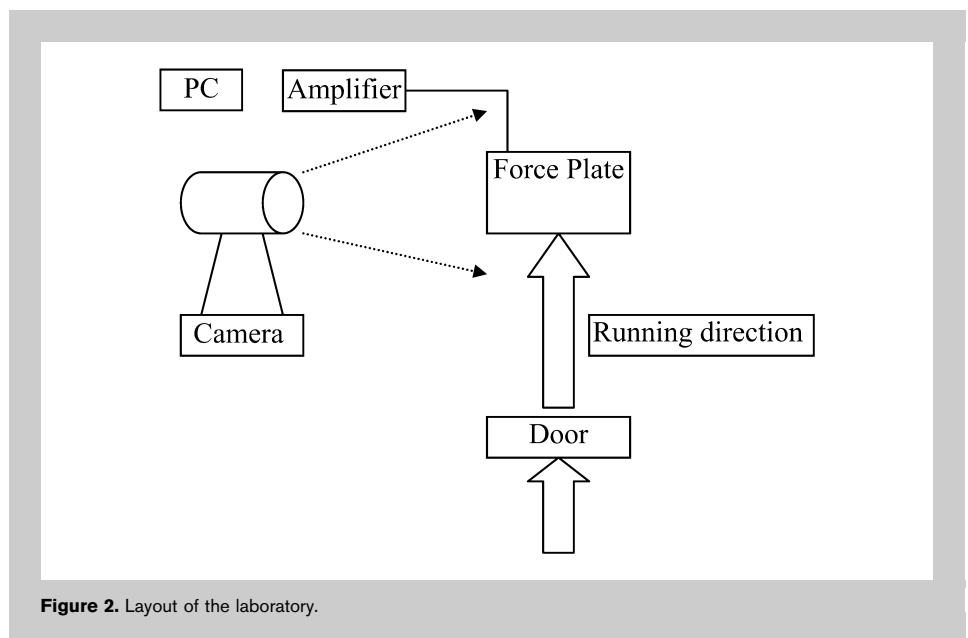 PC
Amplifier
Force Plate
Camera
Running direction
Door
Figure 2. Layout of the laboratory.